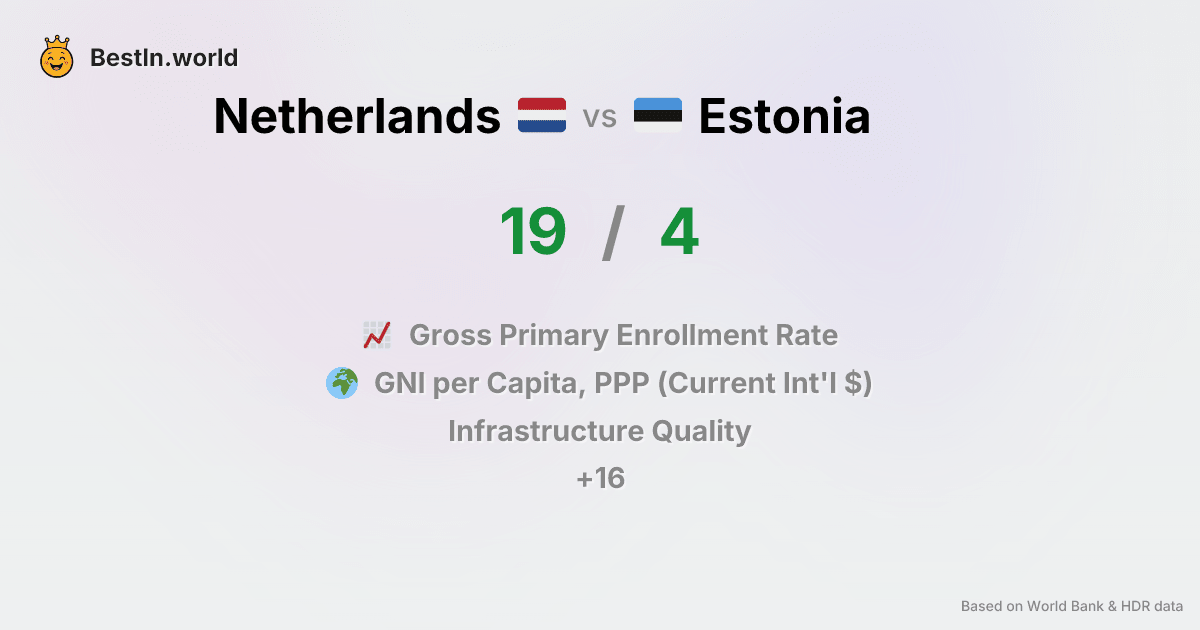 BestIn.world
Netherlands vs Estonia
19 / 4
Gross Primary Enrollment Rate
GNI per Capita, PPP (Current Int'l $)
Infrastructure Quality
+16
Based on World Bank & HDR data